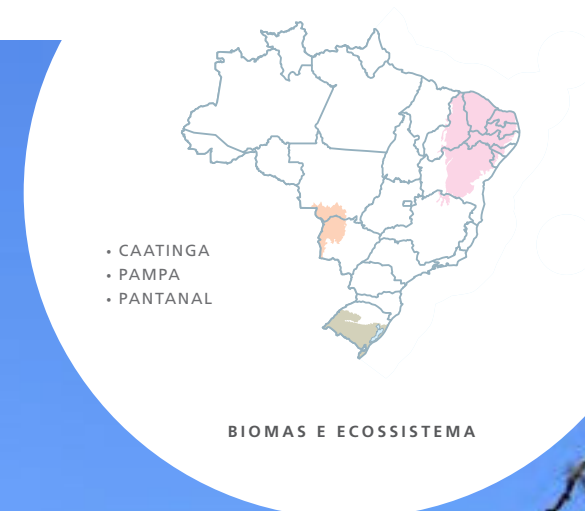 • CAATINGA
• PAMPA
• PANTANAL
BIOMAS E ECOSSISTEMA